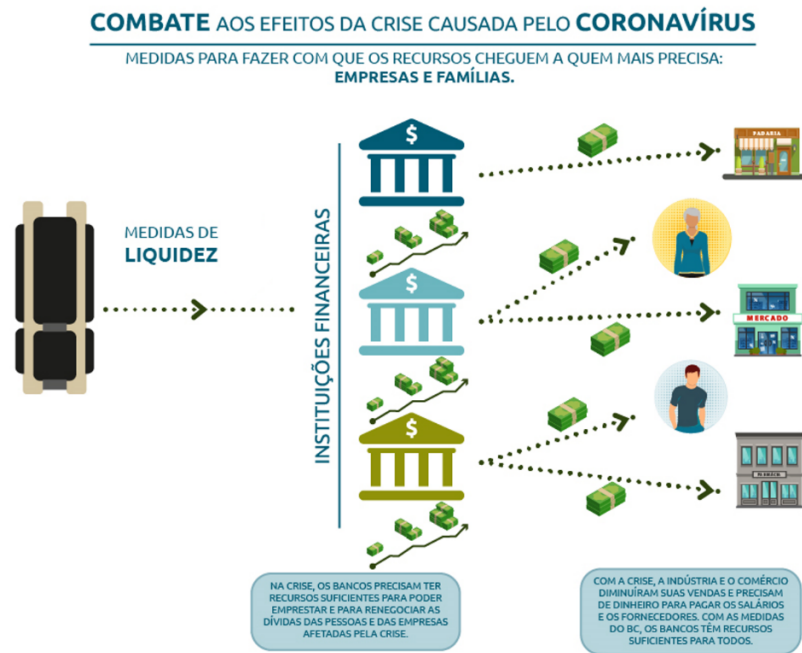 COMBATE AOS EFEITOS DA CRISE CAUSADA PELO CORONAVÍRUS
MEDIDAS PARA FAZER COM QUE OS RECURSOS CHEGUEM A QUEM MAIS PRECISA:
EMPRESAS E FAMÍLIAS.
MEDIDAS DE
LIQUIDEZ
INSTITUIÇÕES FINANCEIRAS
$
$
$
PADARIA
MERCADO
NA CRISE, OS BANCOS PRECISAM TER
RECURSOS SUFICIENTES PARA PODER
EMPRESTAR E PARA RENEGOCIAR AS
DÍVIDAS DAS PESSOAS E DAS EMPRESAS
AFETADAS PELA CRISE.
COM A CRISE, A INDÚSTRIA E O COMÉRCIO
DIMINUÍRAM SUAS VENDAS E PRECISAM
DE DINHEIRO PARA PAGAR OS SALÁRIOS
E OS FORNECEDORES. COM AS MEDIDAS
DO BC, OS BANCOS TÊM RECURSOS
SUFICIENTES PARA TODOS.